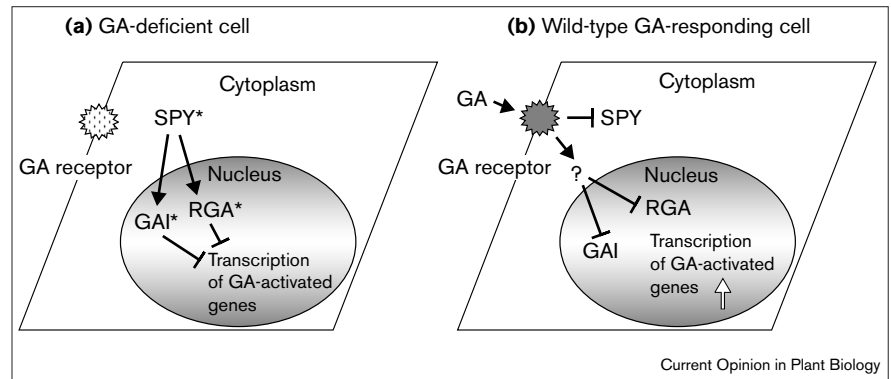 (a) GA-deficient cell
Cytoplasm
SPY*
GA receptor
Nucleus
GAI*
RGA*
Transcription
of GA-activated
genes
(b) Wild-type GA-responding cell
Cytoplasm
GA
SPY
GA receptor
?
Nucleus
RGA
GAI
Transcription
of GA-activated
genes
Current Opinion in Plant Biology